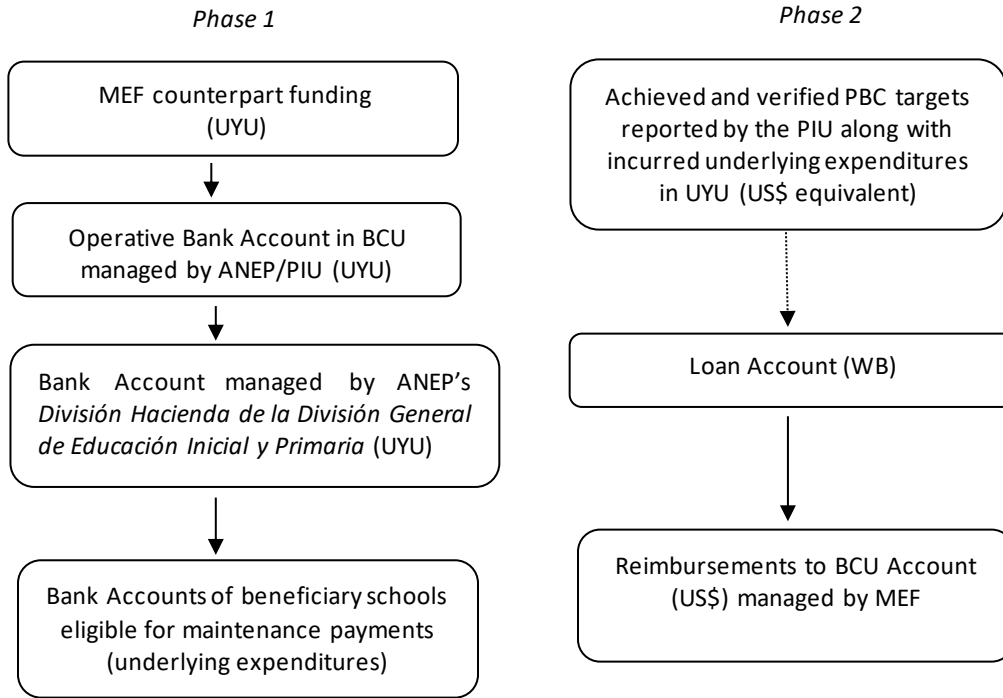 Phase 1
MEF counterpart funding
(UYU)
Operative Bank Account in BCU
managed by ANEP/PIU (UYU)
Bank Account managed by ANEP's
División Hacienda de la División General
de Educación Inicial y Primaria (UYU)
Bank Accounts of beneficiary schools
eligible for maintenance payments
(underlying expenditures)
Phase 2
Achieved and verified PBC targets
reported by the PIU along with
incurred underlying expenditures
in UYU (US$ equivalent)
Loan Account (WB)
Reimbursements to BCU Account
(US$) managed by MEF